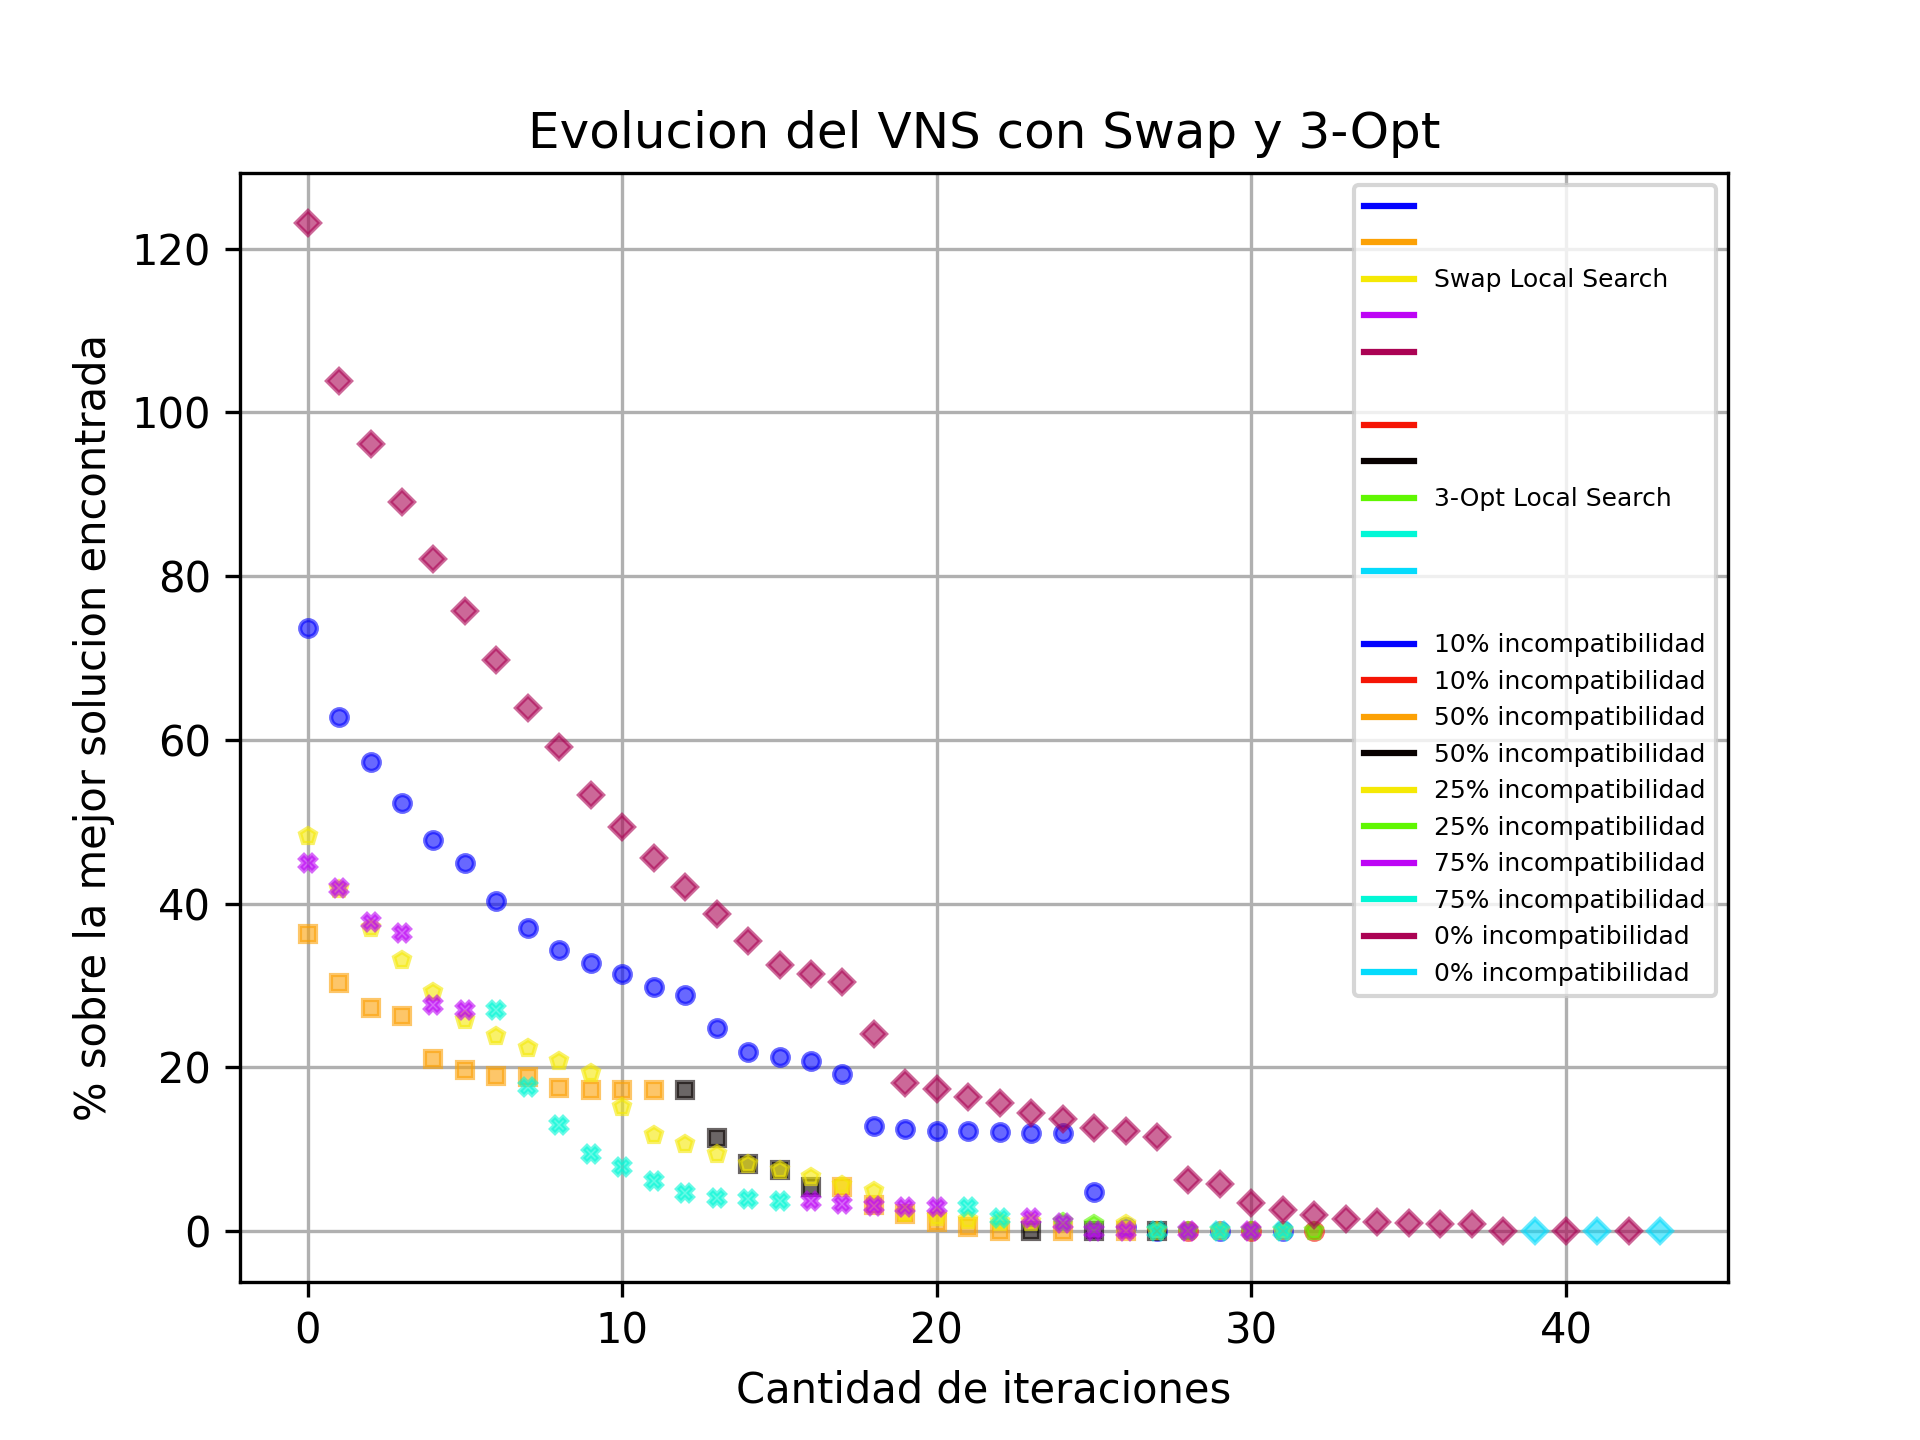 Evolucion del VNS con Swap y 3-Opt
% sobre la mejor solucion encontrada
120
100
80
60
40
20
0
Swap Local Search
3-Opt Local Search
10% incompatibilidad
10% incompatibilidad
50% incompatibilidad
50% incompatibilidad
25% incompatibilidad
25% incompatibilidad
75% incompatibilidad
75% incompatibilidad
0% incompatibilidad
0% incompatibilidad
0 10 20 30 40
Cantidad de iteraciones